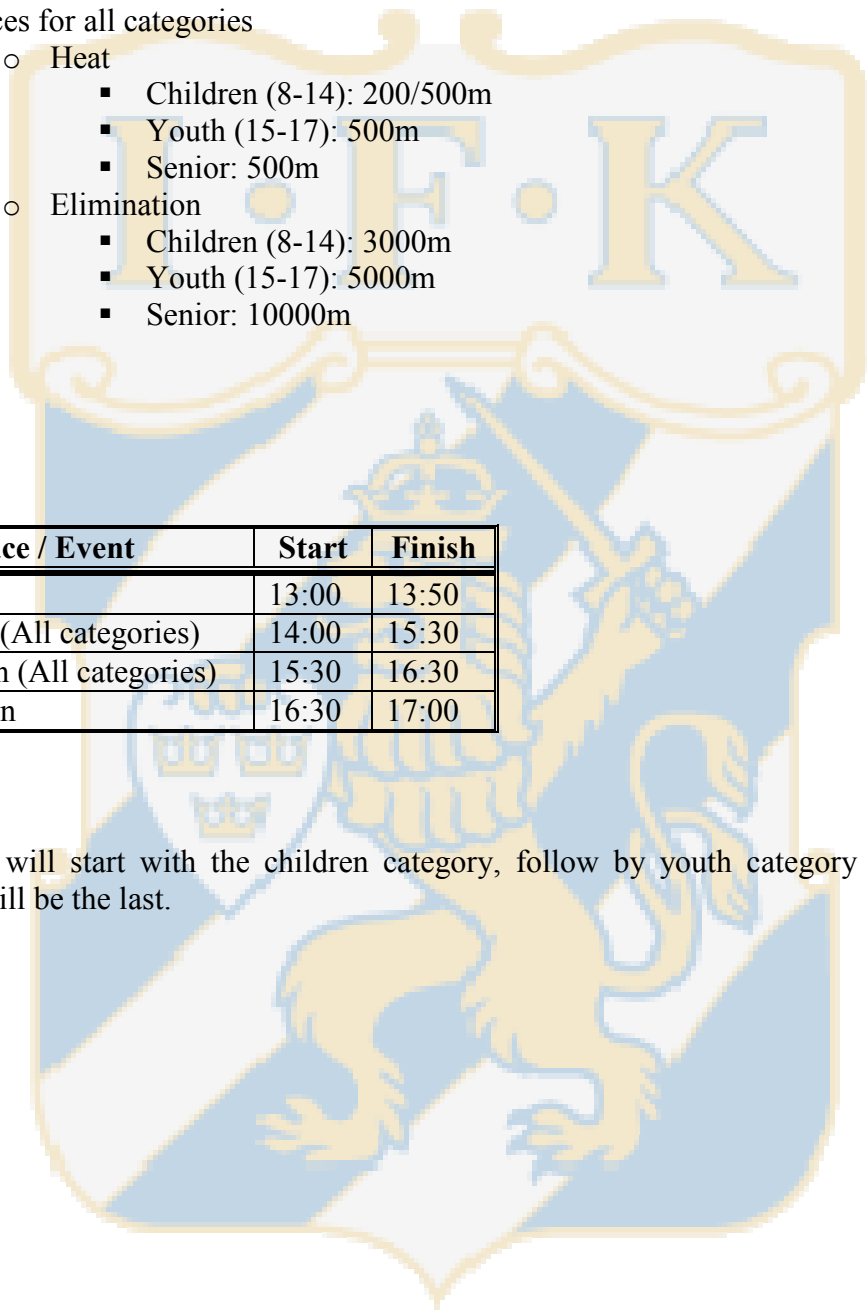 ces for all categories
o Heat
▪ Children (8-14): 200/500m
▪ Youth (15-17): 500m
▪ Senior: 500m
o Elimination
▪ Children (8-14): 3000m
▪ Youth (15-17): 5000m
▪ Senior: 10000m
I·F·K
ace / Event Start Finish
13:00 13:50
(All categories) 14:00 15:30
n (All categories) 15:30 16:30
n 16:30 17:00
will start with the children category, follow by youth category
ill be the last.